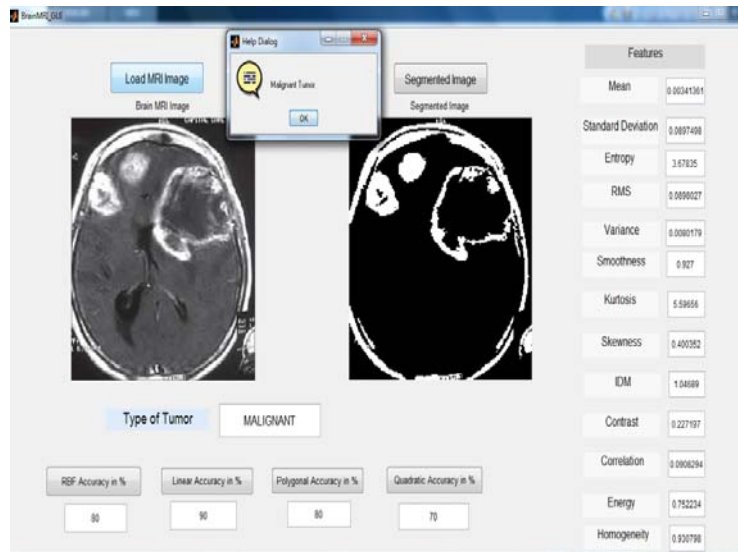 BrainMRI_GUI
Help Dialog
Malignant Tumor
OK
Load MRI Image
Segmented Image
Brain MRI Image
Segmented Image
Type of Tumor
MALIGNANT
RBF Accuracy in %
Linear Accuracy in %
Polygonal Accuracy in %
Quadratic Accuracy in %
80
90
80
70
Features
Mean
0.00341361
Standard Deviation
0.0897498
Entropy
3.67835
RMS
0.0898027
Variance
0.0080179
Smoothness
0.927
Kurtosis
5.59656
Skewness
0.400352
IDM
1.04689
Contrast
0.227197
Correlation
0.0908294
Energy
0.752234
Homogeneity
0.930798